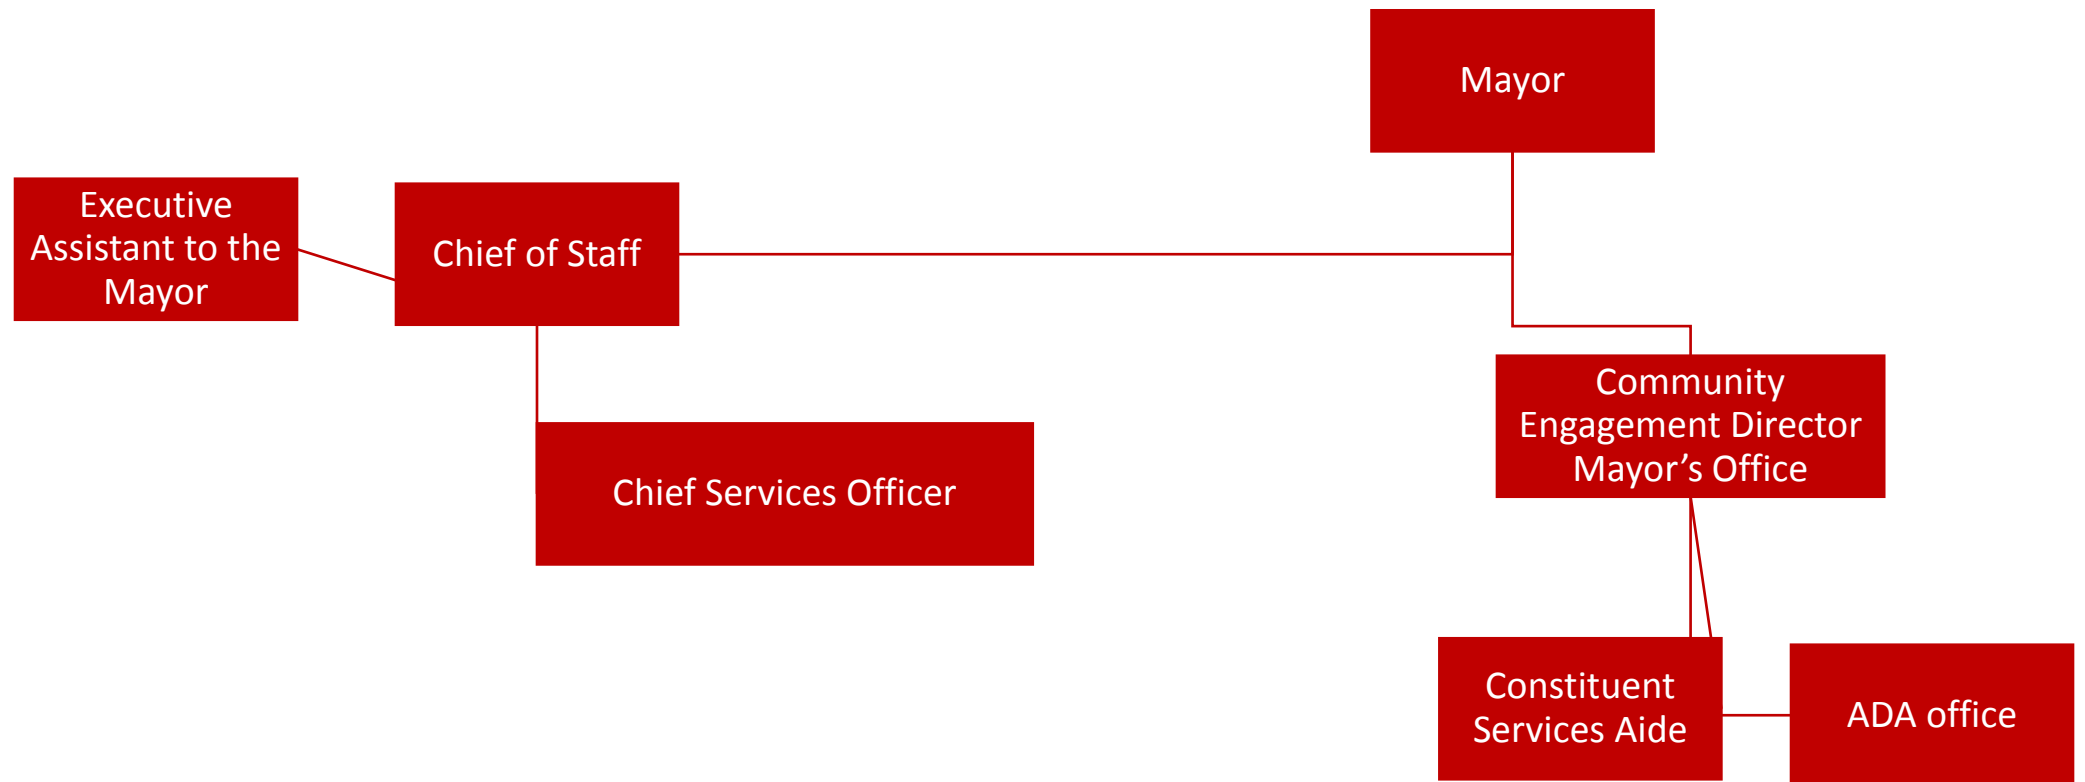 Mayor
Executive
Assistant to the
Mayor
Chief of Staff
Community
Engagement Director
Mayor’s Office
Chief Services Officer
Constituent
Services Aide
ADA office